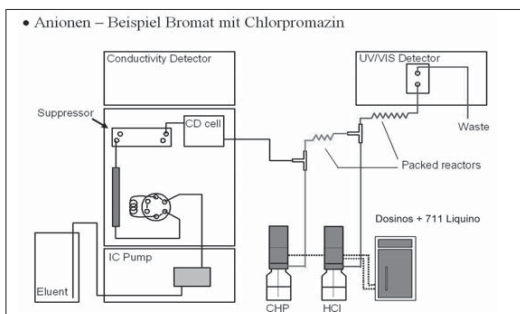 • Anionen – Beispiel Bromat mit Chlorpromazin
Conductivity Detector
UV/VIS Detector
Suppressor
CD cell
Waste
Packed reactors
Dosinos + 711 Liquino
IC Pump
Eluent
CHP
HCl